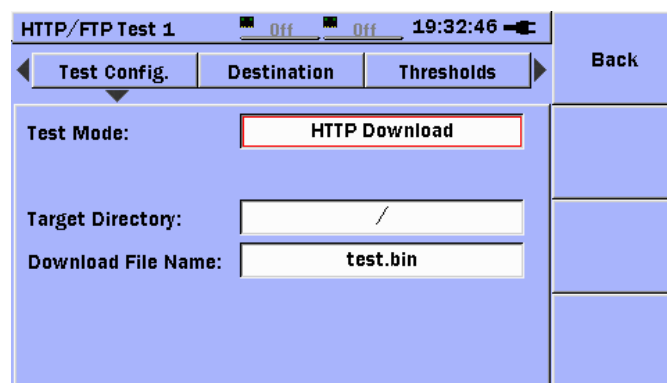 HTTP/FTP Test 1 Off Off 19:32:46
Back
Test Config. Destination Thresholds
Test Mode: HTTP Download
Target Directory: /
Download File Name: test.bin